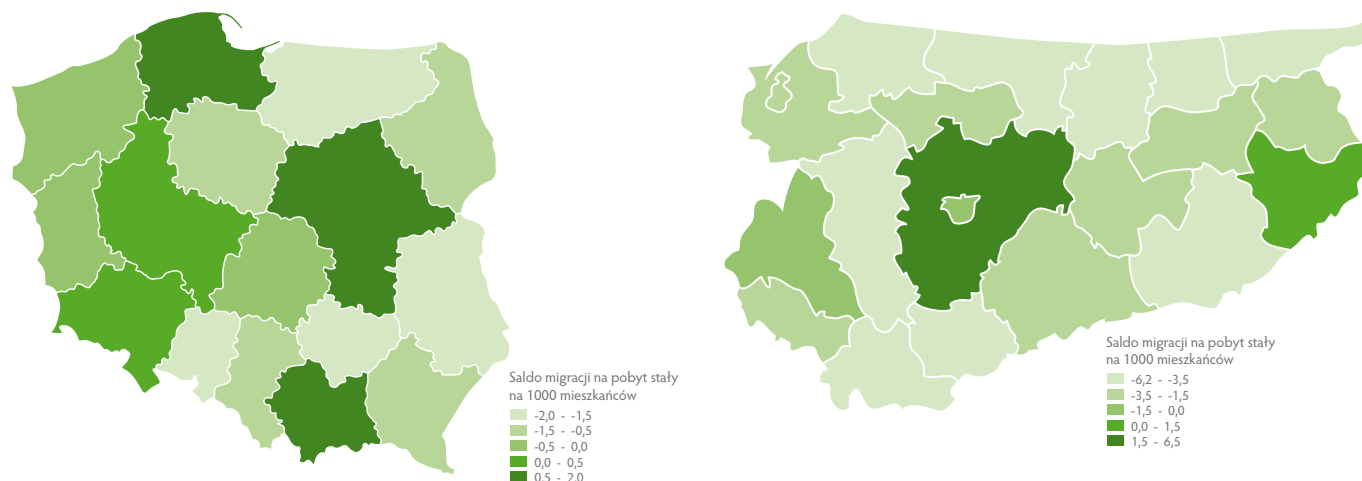 Saldo migracji na pobyt stały
na 1000 mieszkańców
-2,0 - -1,5
-1,5 - -0,5
-0,5 - 0,0
0,0 - 0,5
0,5 - 2,0
Saldo migracji na pobyt stały
na 1000 mieszkańców
-6,2 - -3,5
-3,5 - -1,5
-1,5 - 0,0
0,0 - 1,5
1,5 - 6,5